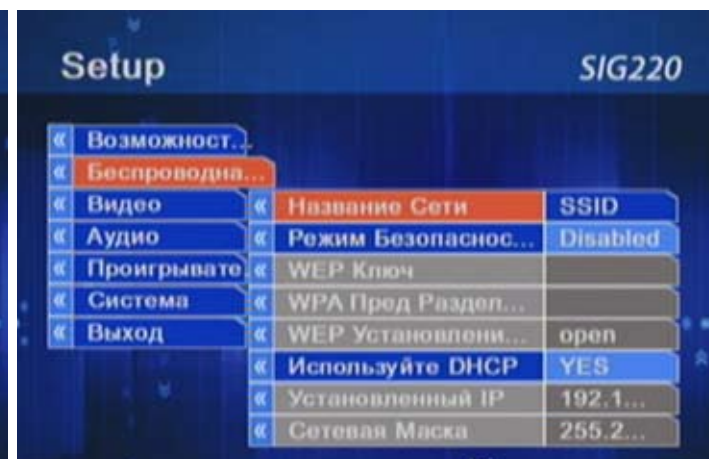 Setup SIG220
« Возможност...
« Беспроводна...
« Видео « Название Сети SSID
« Аудио « Режим Безопаснос... Disabled
« Проигрывате. « WEP Ключ
« Система « WPA Пред Раздел...
« Выход « WEP Установлени... open
« Используйте DHCP YES
« Установленный IP 192.1...
« Сетевая Маска 255.2...